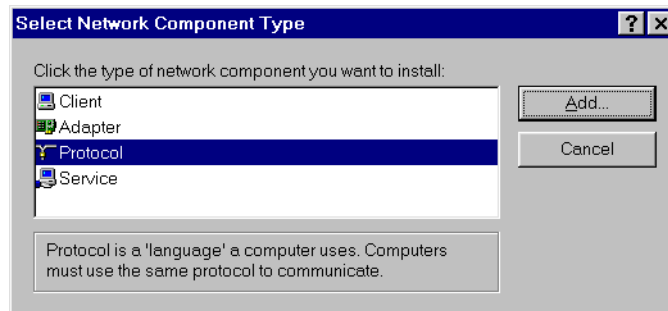 Select Network Component Type
Click the type of network component you want to install:
Client
Adapter
Protocol
Service
Add...
Cancel
Protocol is a 'language' a computer uses. Computers
must use the same protocol to communicate.